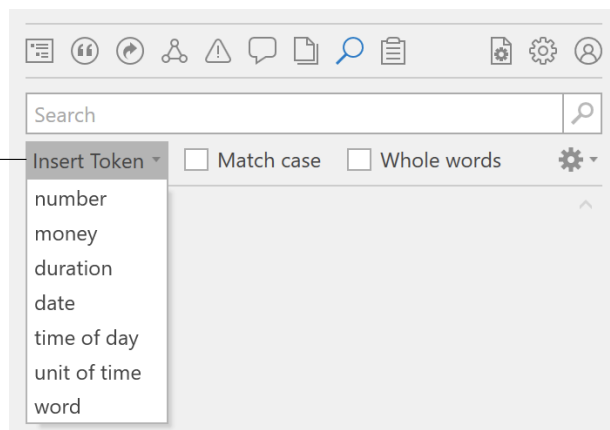 Search
Insert Token Match case Whole words
number
money
duration
date
time of day
unit of time
word